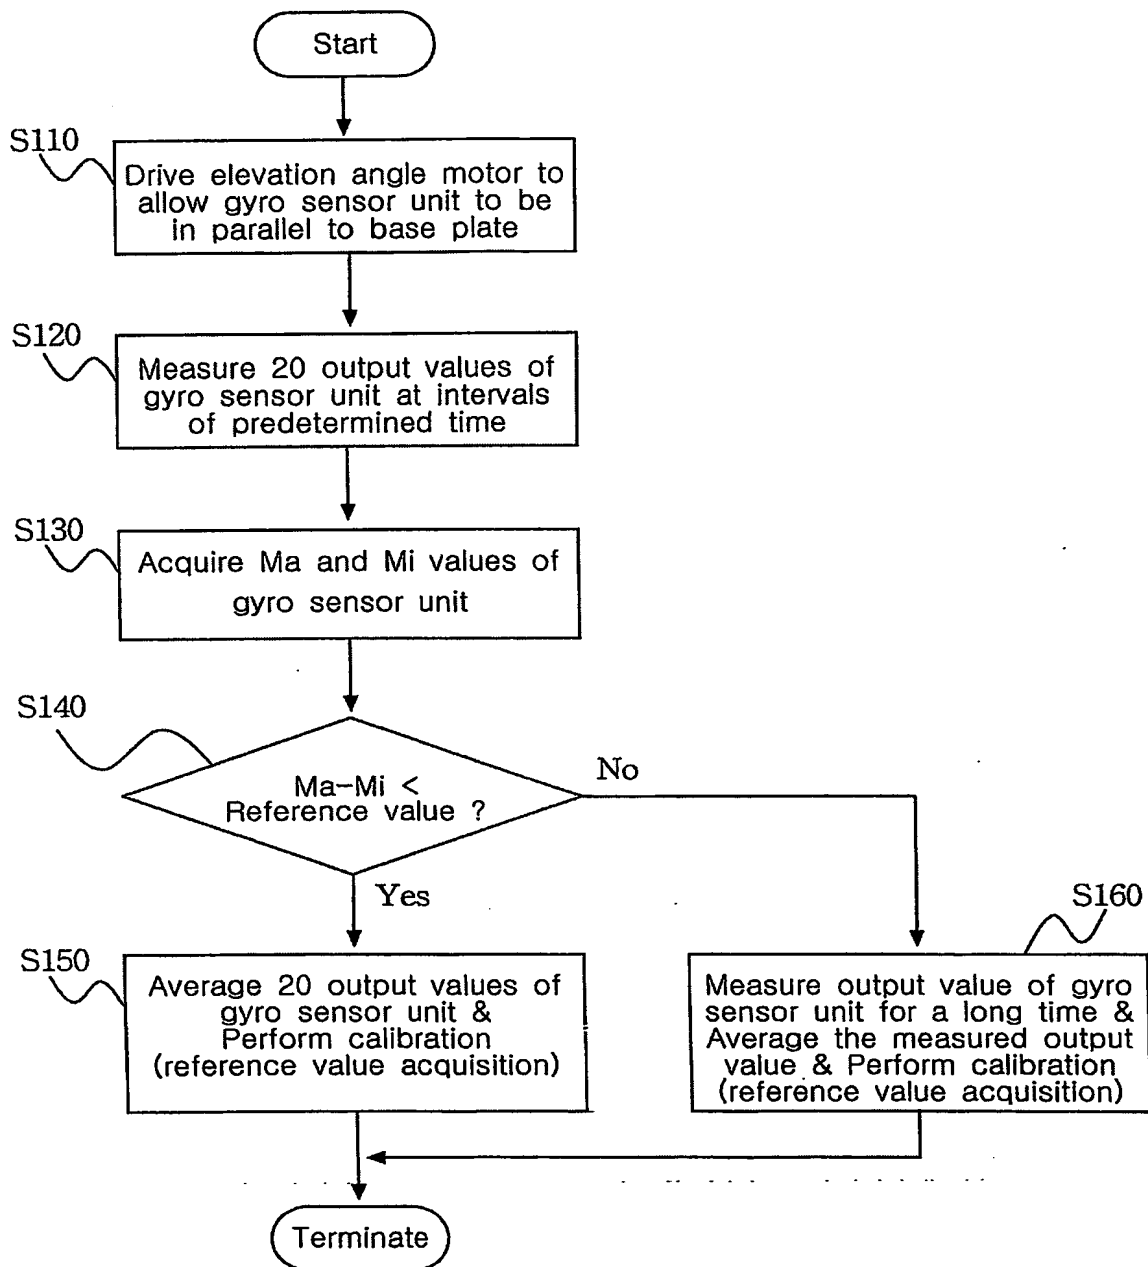 Start
S110
Drive elevation angle motor to
allow gyro sensor unit to be
in parallel to base plate
S120
Measure 20 output values of
gyro sensor unit at intervals
of predetermined time
S130
Acquire Ma and Mi values of
gyro sensor unit
S140
Ma-Mi <
Reference value ?
No
Yes
S150
Average 20 output values of
gyro sensor unit &
Perform calibration
(reference value acquisition)
S160
Measure output value of gyro
sensor unit for a long time &
Average the measured output
value & Perform calibration
(reference value acquisition)
Terminate